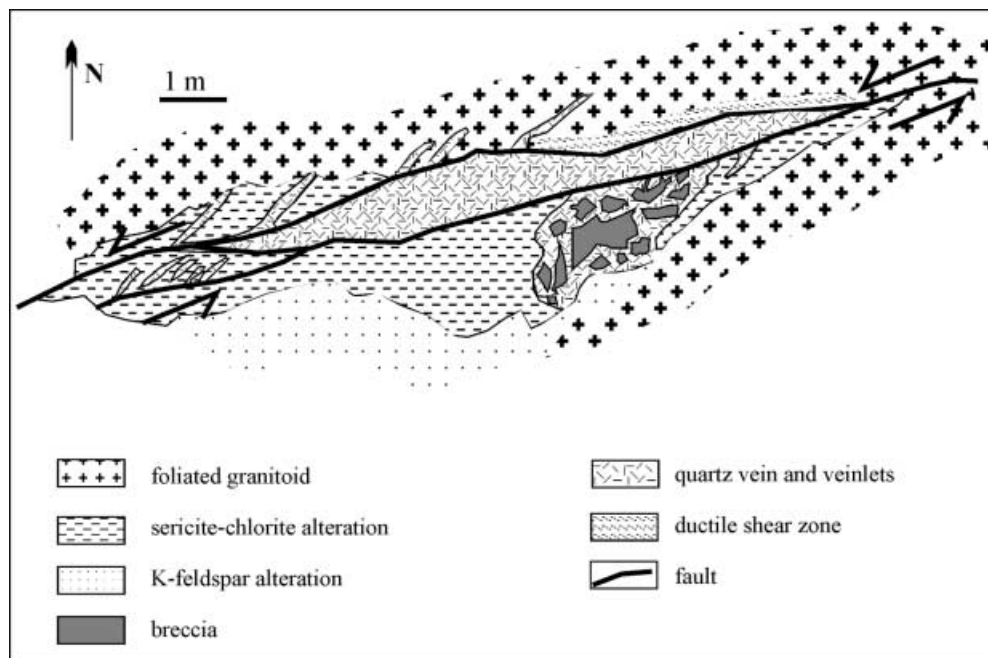 N
1 m
foliated granitoid
sericite-chlorite alteration
K-feldspar alteration
breccia
quartz vein and veinlets
ductile shear zone
fault